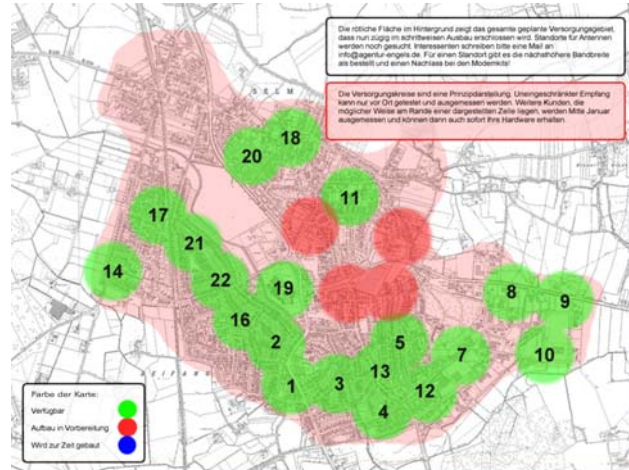 Die rötliche Fläche im Hintergrund zeigt das gesamte geplante Versorgungsgebiet,
dass nun zügig im schrittweisen Ausbau erschlossen wird. Standorte für Antennen
werden noch gesucht. Interessenten schreiben bitte eine Mail an
info@agentur-engels.de. Für einen Standort gibt es die nächsthöhere Bandbreite
als bestellt und einen Nachlass bei den Modemkits!
Die Versorgungskreise sind eine Prinzipdarstellung. Uneingeschränkter Empfang
kann nur vor Ort getestet und ausgemessen werden. Weitere Kunden, die
möglicher Weise am Rande einer dargestellten Zelle liegen, werden Mitte Januar
ausgemessen und können dann auch sofort ihre Hardware erhalten.
SELM
18
20
11
17
21
14
22
19
8
9
16
2
5
7
10
1
3
13
12
4
BEIFANG
Farbe der Karte:
Verfügbar
Aufbau in Vorbereitung
Wird zur Zeit gebaut